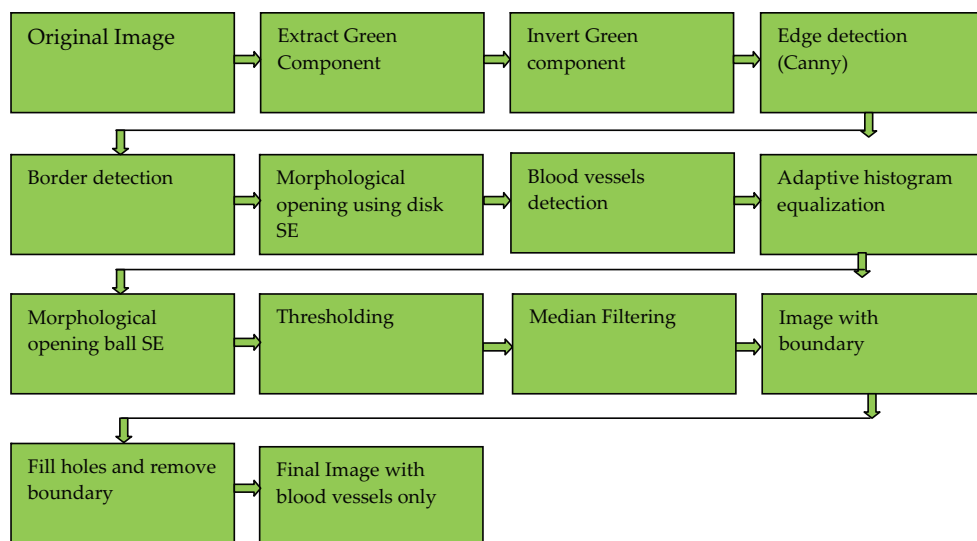 Original Image
Extract Green
Component
Invert Green
component
Edge detection
(Canny)
Border detection
Morphological
opening using disk
SE
Blood vessels
detection
Adaptive histogram
equalization
Morphological
opening ball SE
Thresholding
Median Filtering
Image with
boundary
Fill holes and remove
boundary
Final Image with
blood vessels only